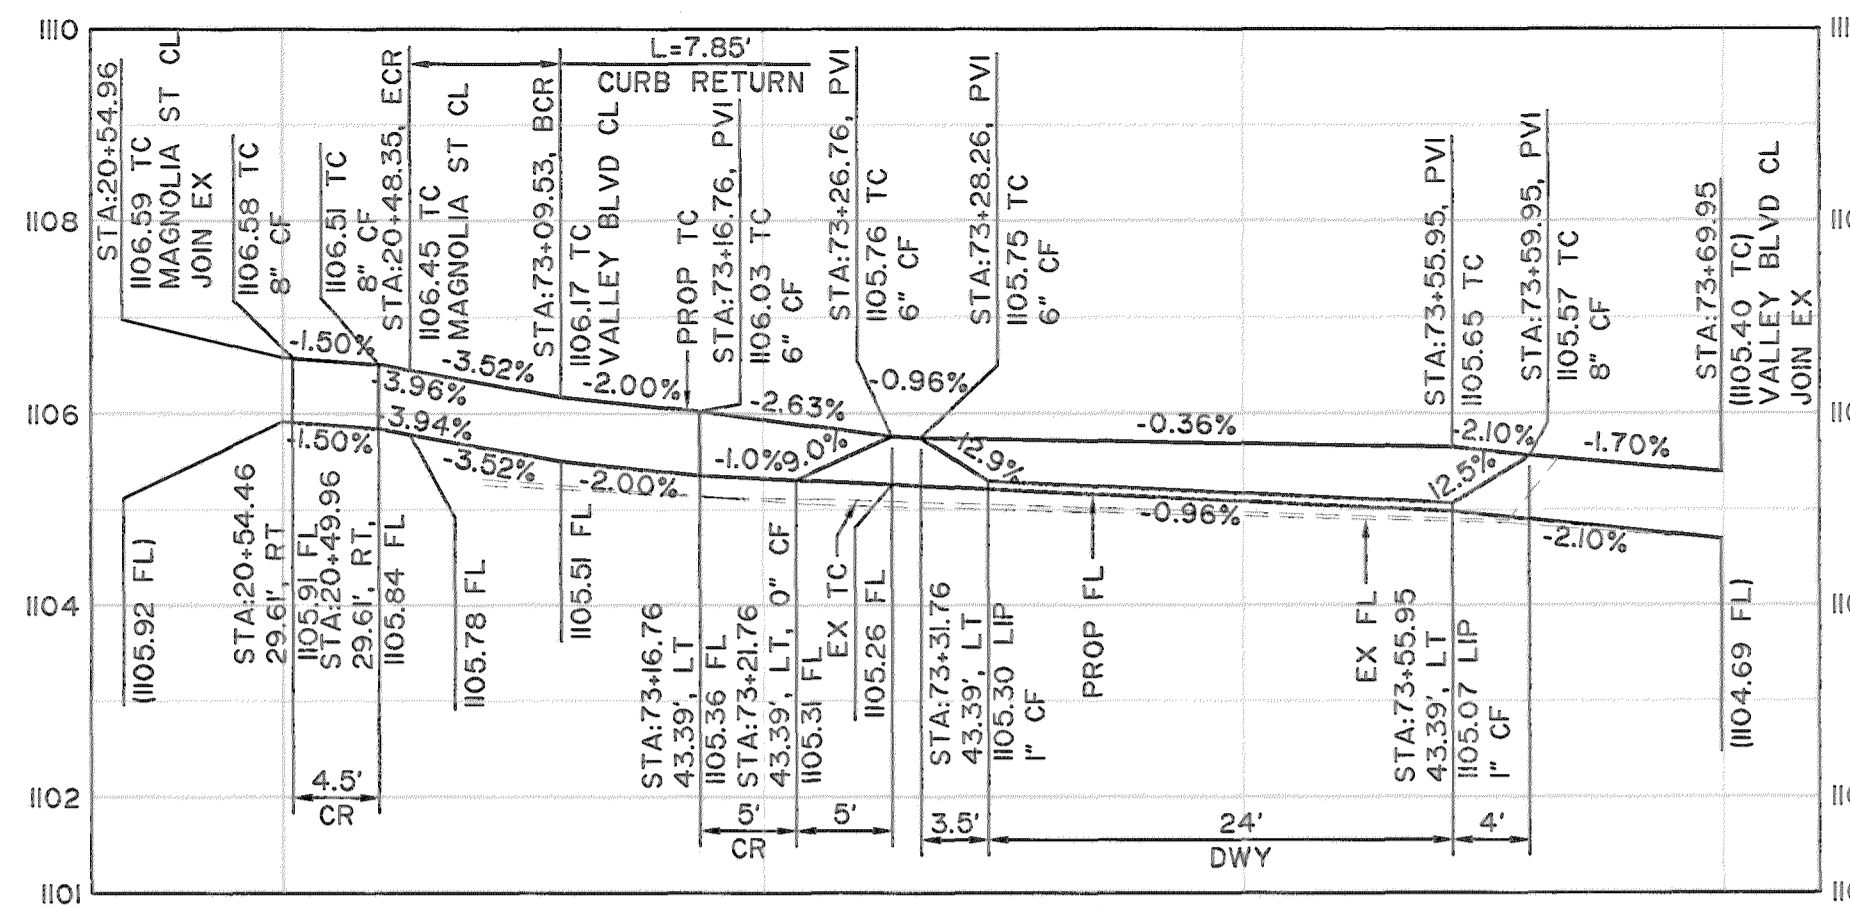 1110
1108
1106
1104
1102
1101
STA:20+54.96
1106.59 TC
MAGNOLIA ST CL
JOIN EX
1106.58 TC
8" CF
1106.51 TC
8" CF
STA:20+48.35, ECR
1106.45 TC
MAGNOLIA ST CL
L=7.85'
CURB RETURN
STA:73+09.53, BCR
1106.17 TC
VALLEY BLVD CL
PROP TC
STA:73+16.76, PVI
1106.03 TC
6" CF
STA:73+26.76, PVI
1105.76 TC
6" CF
STA:73+28.26, PVI
1105.75 TC
6" CF
STA:73+55.95, PVI
1105.65 TC
STA:73+59.95, PVI
1105.57 TC
8" CF
STA:73+69.95
(1105.40 TC)
VALLEY BLVD CL
JOIN EX
-1.50%
-3.96%
-3.52%
-2.00%
-2.63%
-0.96%
-0.36%
-2.10%
-1.70%
-1.50%
-3.94%
-3.52%
-2.00%
-1.0%
9.0%
12.9%
-0.96%
12.5%
-2.10%
(1105.92 FL)
STA:20+54.46
29.61', RT
1105.91 FL
STA:20+49.96
29.61', RT,
1105.84 FL
1105.78 FL
1105.51 FL
STA:73+16.76
43.39', LT
1105.36 FL
STA:73+21.76
43.39', LT, 0" CF
1105.31 FL
EX TC
1105.26 FL
STA:73+31.76
43.39', LT
1105.30 LIP
1" CF
PROP FL
EX FL
STA:73+55.95
43.39', LT
1105.07 LIP
1" CF
(1104.69 FL)
4.5'
CR
5'
CR
5'
3.5'
24'
DWY
4'